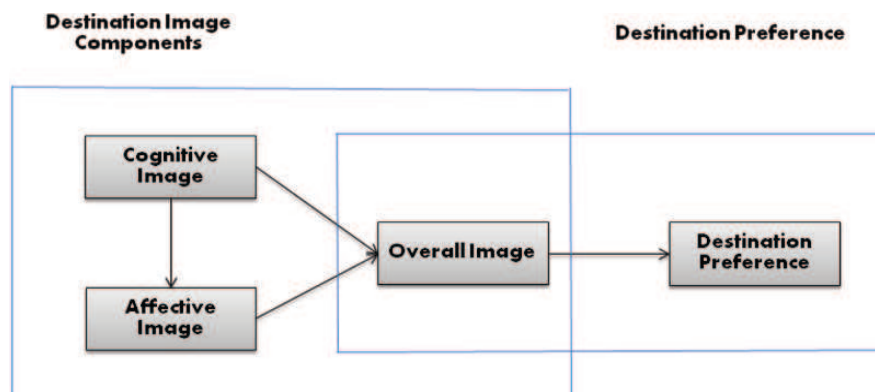 Destination Image
Components
Destination Preference
Cognitive
Image
Overall Image
Destination
Preference
Affective
Image